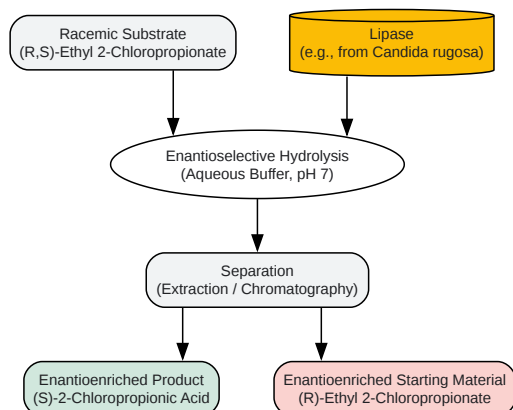 Racemic Substrate
(R,S)-Ethyl 2-Chloropropionate
Lipase
(e.g., from Candida rugosa)
Enantioselective Hydrolysis
(Aqueous Buffer, pH 7)
Separation
(Extraction / Chromatography)
Enantioenriched Product
(S)-2-Chloropropionic Acid
Enantioenriched Starting Material
(R)-Ethyl 2-Chloropropionate